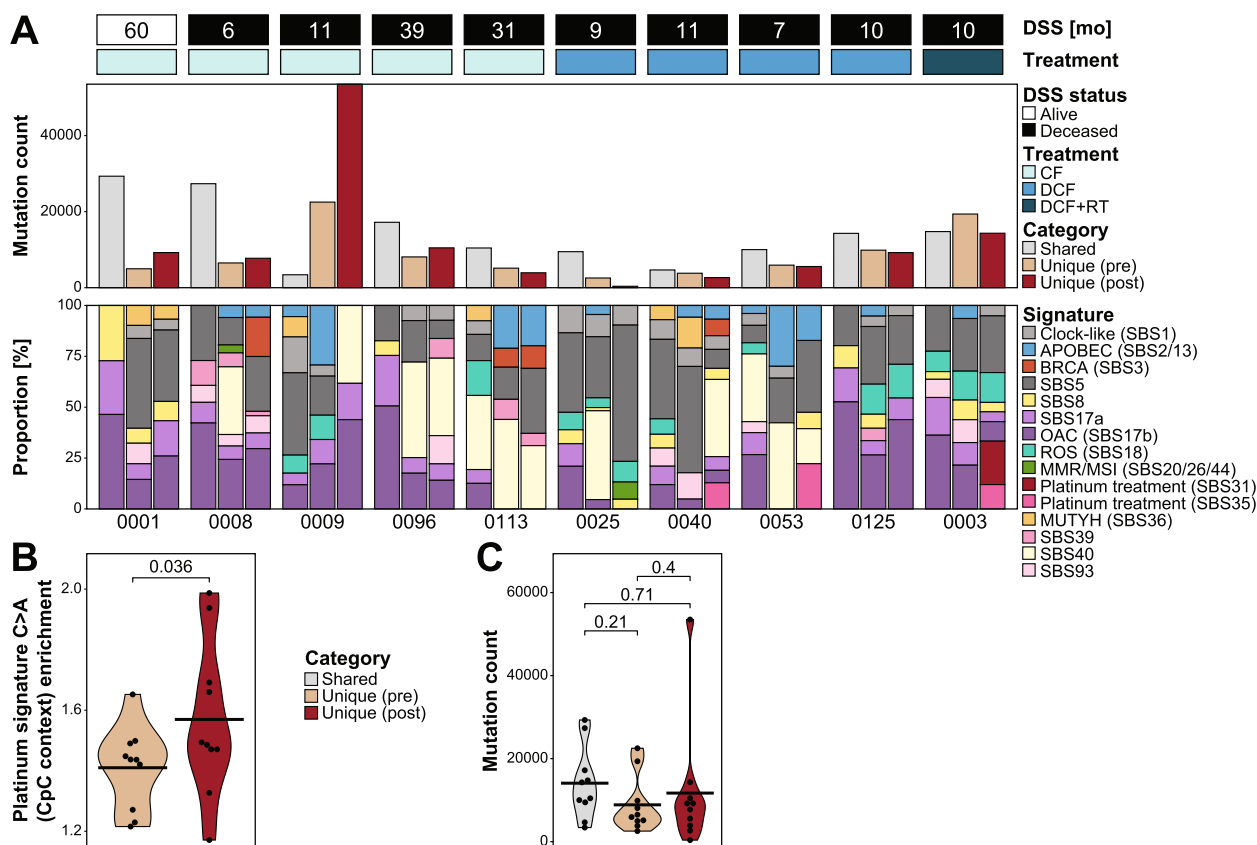 A
60 6 11 39 31 9 11 7 10 10 DSS [mo]
Treatment
Mutation count
40000
20000
0
DSS status
Alive
Deceased
Treatment
CF
DCF
DCF+RT
Category
Shared
Unique (pre)
Unique (post)
Proportion [%]
100
75
50
25
0
0001 0008 0009 0096 0113 0025 0040 0053 0125 0003
Signature
Clock-like (SBS1)
APOBEC (SBS2/13)
BRCA (SBS3)
SBS5
SBS8
SBS17a
OAC (SBS17b)
ROS (SBS18)
MMR/MSI (SBS20/26/44)
Platinum treatment (SBS31)
Platinum treatment (SBS35)
MUTYH (SBS36)
SBS39
SBS40
SBS93
B
Platinum signature C>A
(CpC context) enrichment
2.0
1.6
1.2
0.036
Category
Shared
Unique (pre)
Unique (post)
C
Mutation count
60000
40000
20000
0
0.4
0.71
0.21